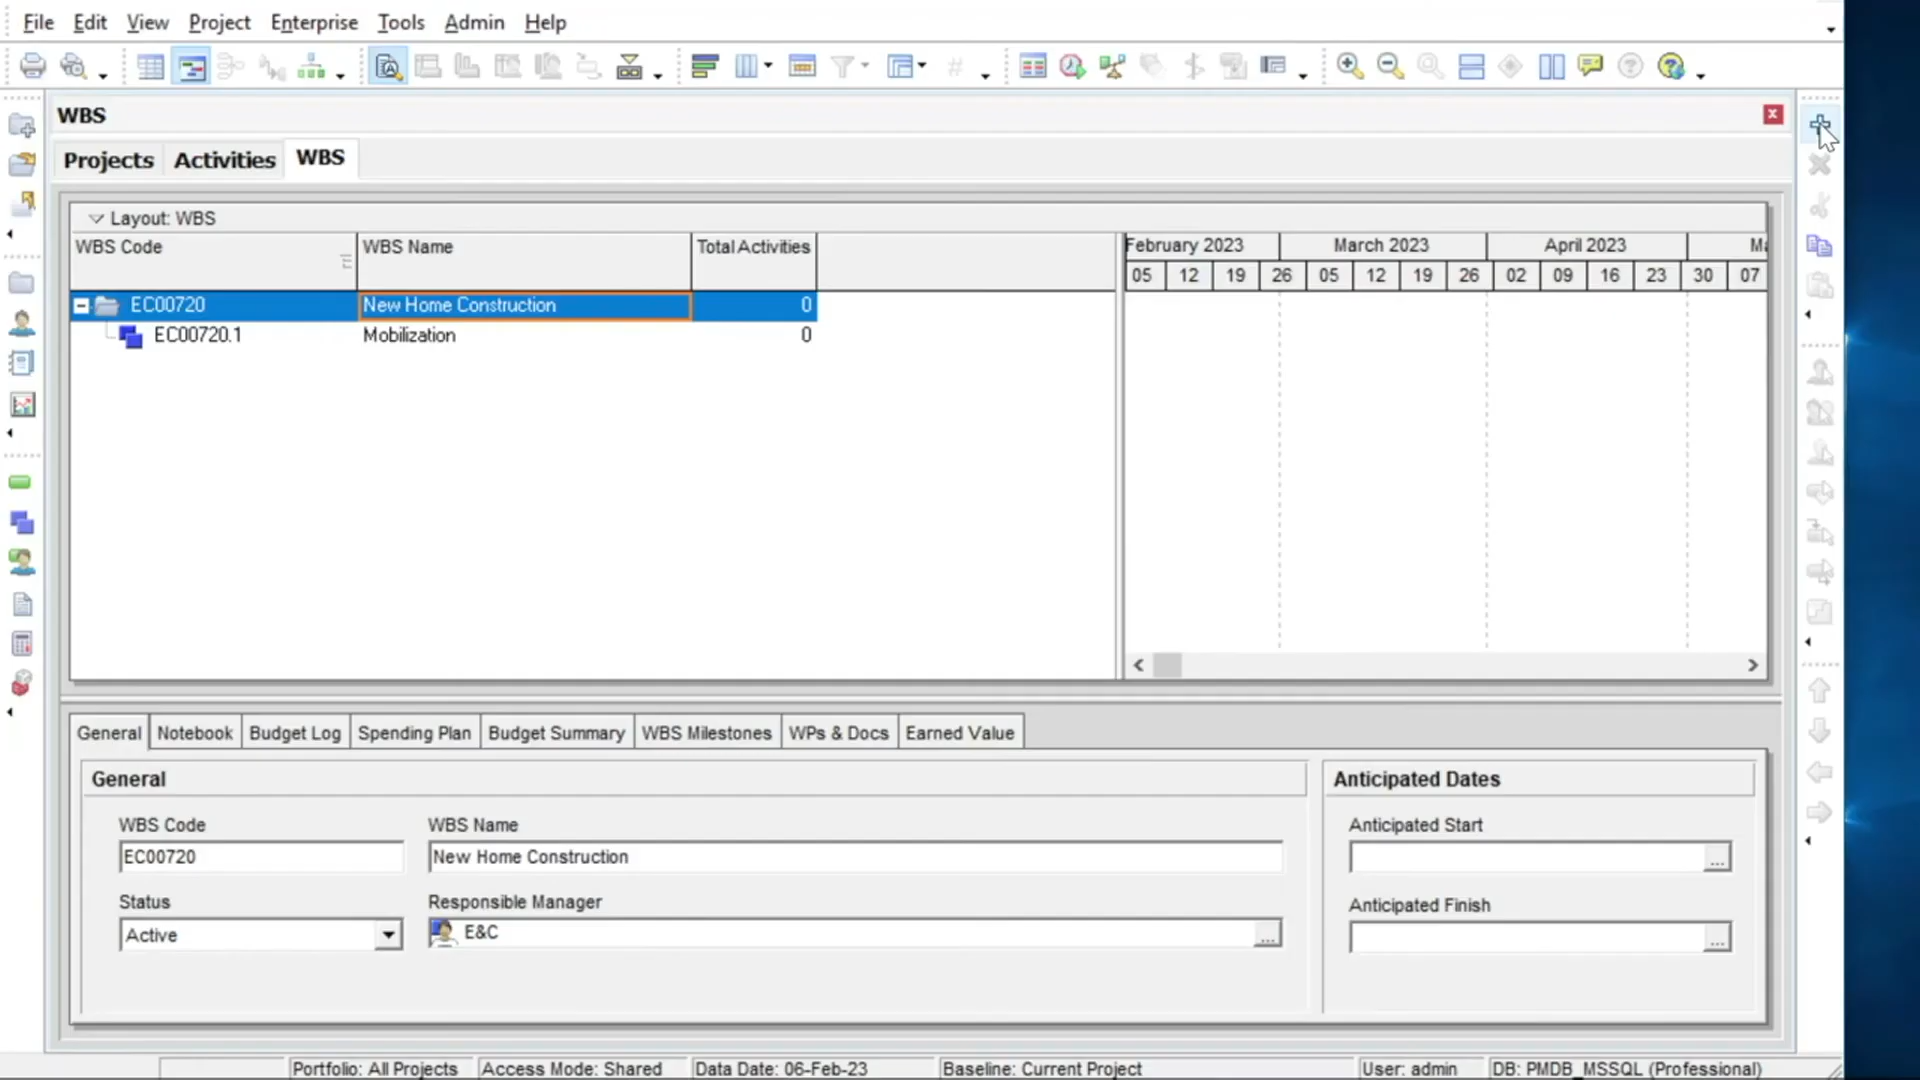 File Edit View Project Enterprise Tools Admin Help
WBS
Projects Activities WBS
Layout: WBS
WBS Code WBS Name Total Activities February 2023 March 2023 April 2023 Ma
05 12 19 26 05 12 19 26 02 09 16 23 30 07
EC00720 New Home Construction 0
EC00720.1 Mobilization 0
General Notebook Budget Log Spending Plan Budget Summary WBS Milestones WPs & Docs Earned Value
General Anticipated Dates
WBS Code WBS Name Anticipated Start
EC00720 New Home Construction ...
Status Responsible Manager Anticipated Finish
Active E&C ... ...
Portfolio: All Projects Access Mode: Shared Data Date: 06-Feb-23 Baseline: Current Project User: admin DB: PMDB_MSSQL (Professional)